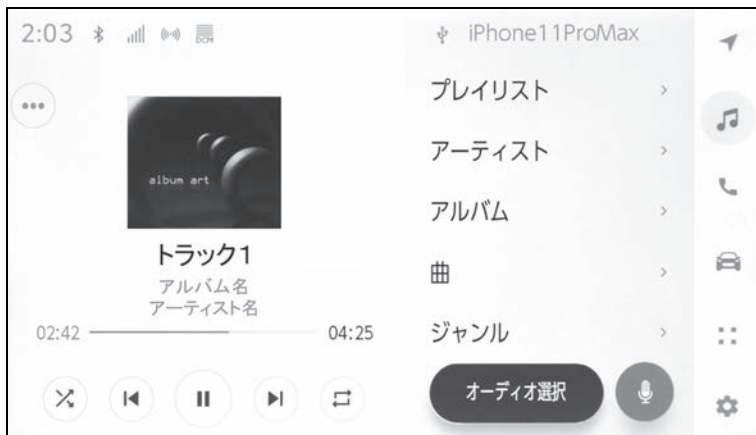 2:03
DCM
iPhone11ProMax
album art
トラック1
アルバム名
アーティスト名
02:42
04:25
プレイリスト
アーティスト
アルバム
曲
ジャンル
オーディオ選択